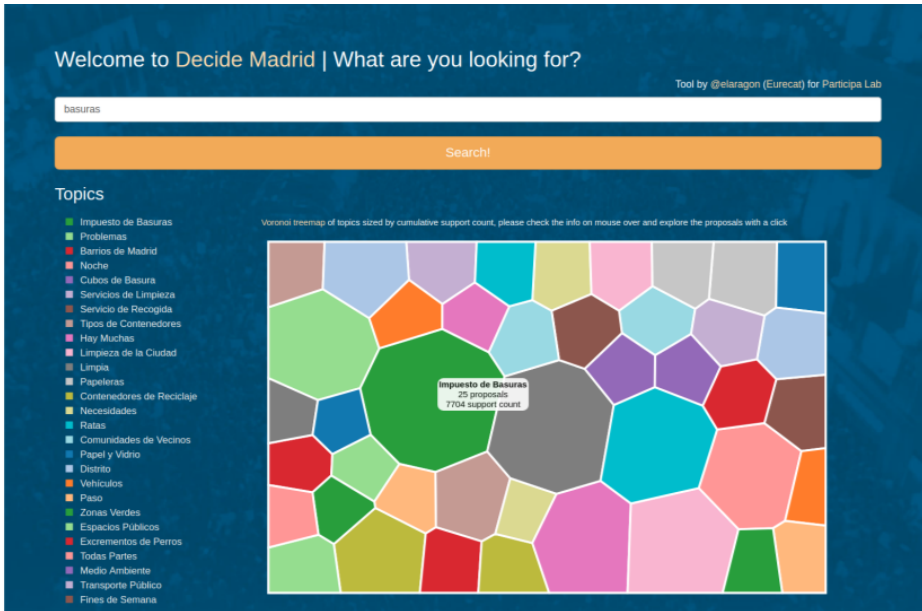 Welcome to Decide Madrid | What are you looking for?
Tool by @elaragon (Eurecat) for Participa Lab
basuras
Search!
Topics
Voronoi treemap of topics sized by cumulative support count, please check the info on mouse over and explore the proposals with a click
Impuesto de Basuras
Problemas
Barrios de Madrid
Noche
Cubos de Basura
Servicios de Limpieza
Servicio de Recogida
Tipos de Contenedores
Hay Muchas
Limpieza de la Ciudad
Limpia
Papeleras
Contenedores de Reciclaje
Necesidades
Ratas
Comunidades de Vecinos
Papel y Vidrio
Distrito
Vehículos
Paso
Zonas Verdes
Espacios Públicos
Excrementos de Perros
Todas Partes
Medio Ambiente
Transporte Público
Fines de Semana
Impuesto de Basuras
25 proposals
7704 support count